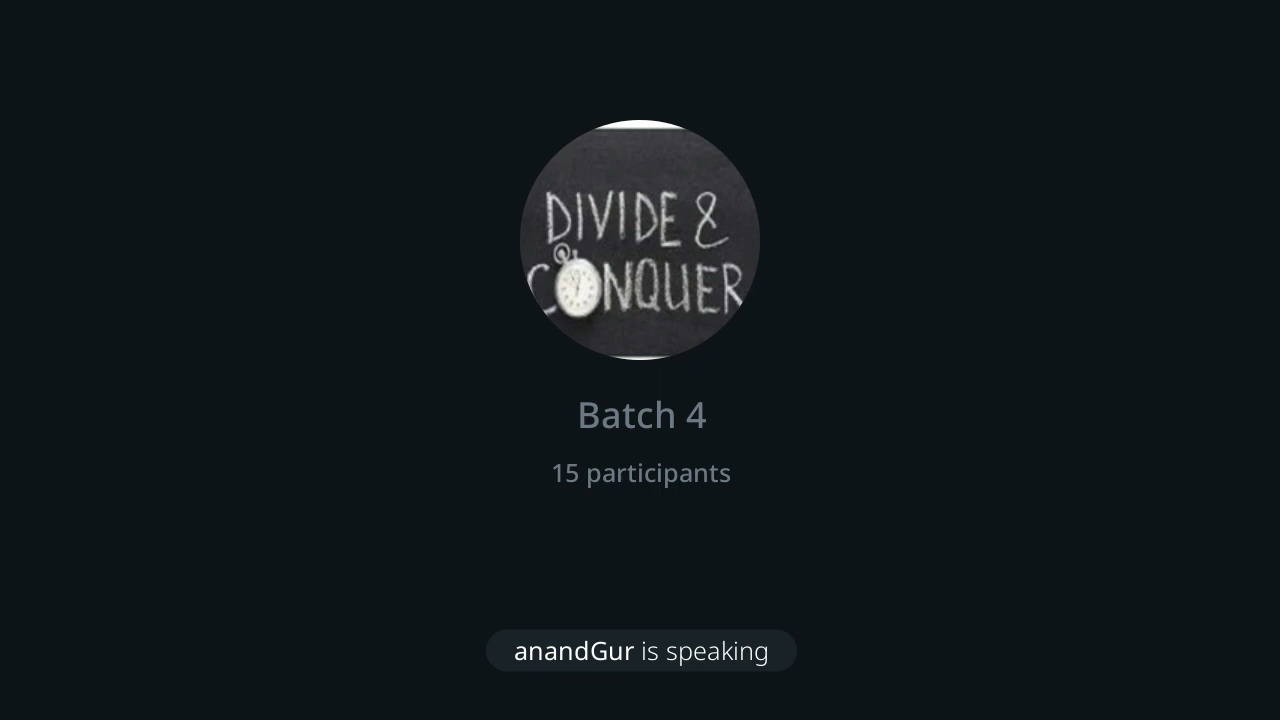 DIVIDE &
CONQUER
Batch 4
15 participants
anandGur is speaking